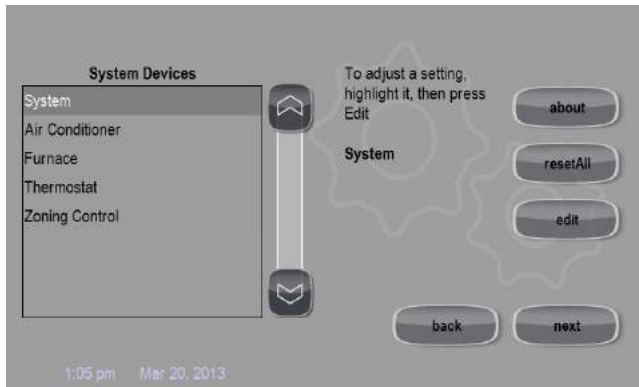 System Devices
System
Air Conditioner
Furnace
Thermostat
Zoning Control
To adjust a setting,
highlight it, then press
Edit
System
about
resetAll
edit
back
next
1:05 pm Mar 20, 2013